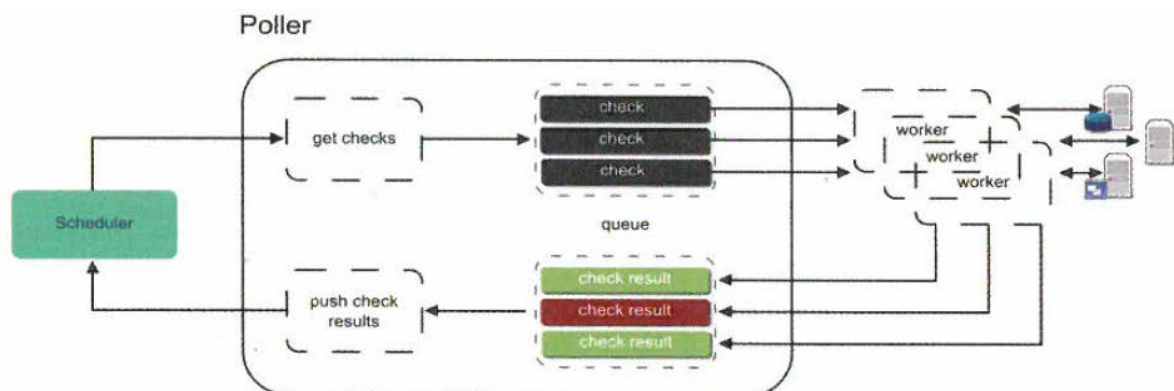 Poller
get checks
check
check
check
worker
worker
worker
Scheduler
queue
push check
results
check result
check result
check result